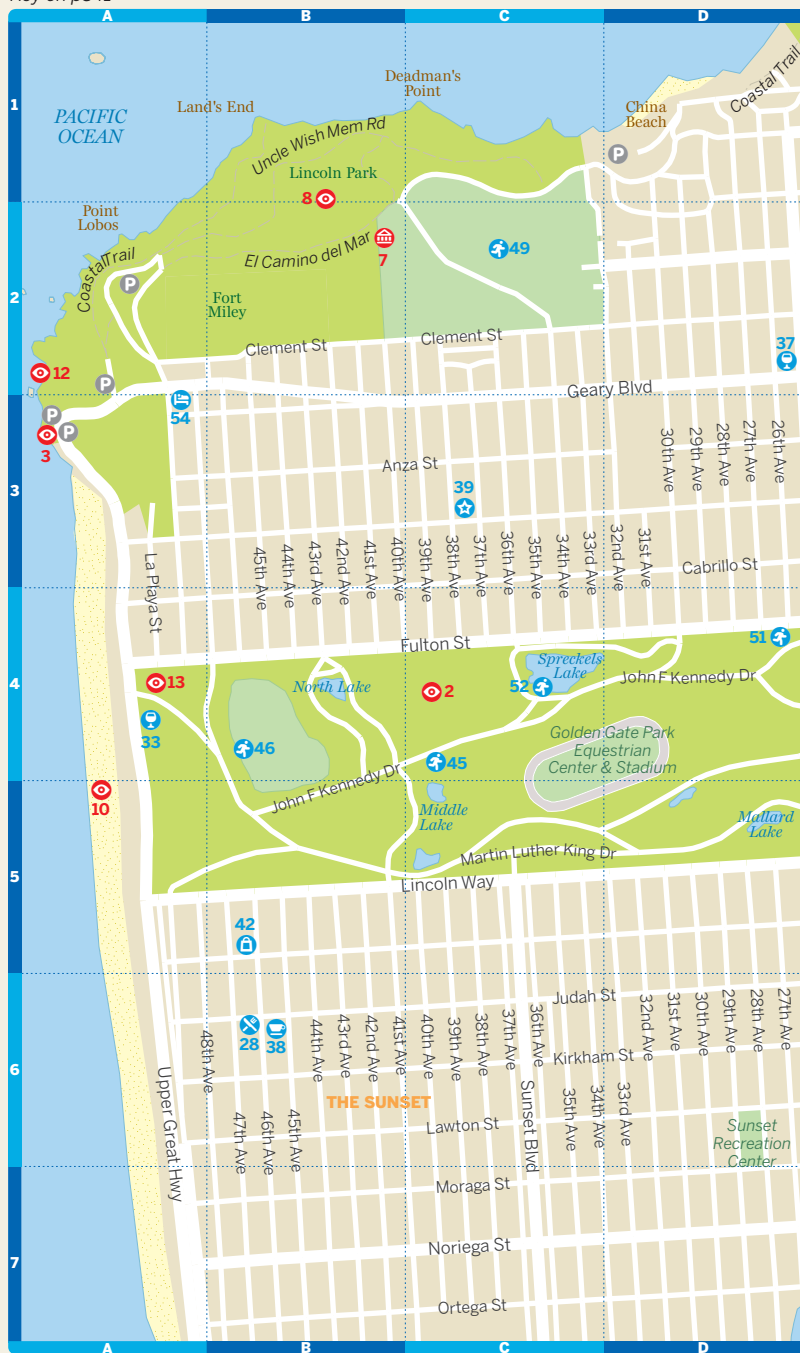 A B C D
1
Deadman's
Point
Land's End
China
Beach
Coastal Trail
PACIFIC
OCEAN
Uncle Wish Mem Rd
P
Lincoln Park
8
Point
Lobos
El Camino del Mar
7
49
2
CoastalTrail
P
Fort
Miley
Clement St
Clement St
37
12
P
Geary Blvd
54
P
P
3
3
Anza St
39
30th Ave
29th Ave
28th Ave
27th Ave
26th Ave
La Playa St
45th Ave
44th Ave
43rd Ave
42nd Ave
41st Ave
40th Ave
39th Ave
38th Ave
37th Ave
36th Ave
35th Ave
34th Ave
33rd Ave
32nd Ave
31st Ave
Cabrillo St
Fulton St
51
4
13
North Lake
2
Spreckels
Lake
52
John F Kennedy Dr
33
46
45
Golden Gate Park
Equestrian
Center & Stadium
John F Kennedy Dr
10
Middle
Lake
Mallard
Lake
Martin Luther King Dr
5
Lincoln Way
42
Judah St
48th Ave
28
38
44th Ave
43rd Ave
42nd Ave
41st Ave
40th Ave
39th Ave
38th Ave
37th Ave
36th Ave
32nd Ave
31st Ave
30th Ave
29th Ave
28th Ave
27th Ave
Kirkham St
6
Upper Great Hwy
THE SUNSET
47th Ave
46th Ave
45th Ave
Lawton St
Sunset Blvd
35th Ave
34th Ave
33rd Ave
Sunset
Recreation
Center
Moraga St
7
Noriega St
Ortega St
A B C D